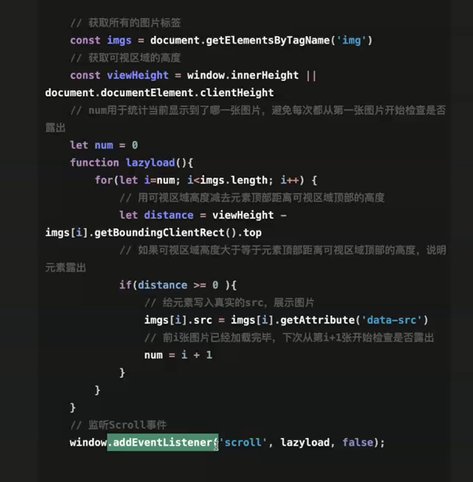 // 获取所有的图片标签
const imgs = document.getElementsByTagName('img')
// 获取可视区域的高度
const viewHeight = window.innerHeight ||
document.documentElement.clientHeight
// num用于统计当前显示到了哪一张图片，避免每次都从第一张图片开始检查是否
露出
let num = 0
function lazyload(){
for(let i=num; i<imgs.length; i++) {
// 用可视区域高度减去元素顶部距离可视区域顶部的高度
let distance = viewHeight -
imgs[i].getBoundingClientRect().top
// 如果可视区域高度大于等于元素顶部距离可视区域顶部的高度，说明
元素露出
if(distance >= 0 ){
// 给元素写入真实的src，展示图片
imgs[i].src = imgs[i].getAttribute('data-src')
// 前i张图片已经加载完毕，下次从第i+1张开始检查是否露出
num = i + 1
}
}
}
// 监听Scroll事件
window.addEventListener('scroll', lazyload, false);